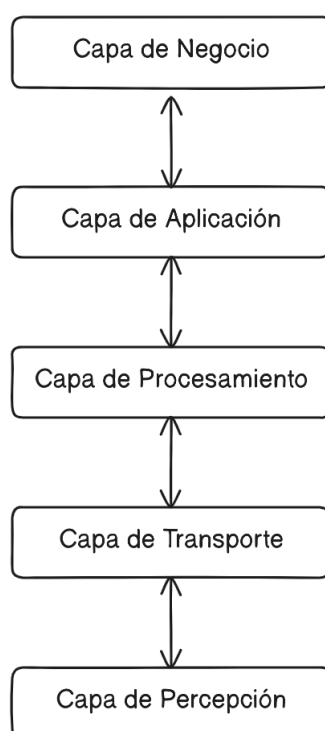 Capa de Negocio
Capa de Aplicación
Capa de Procesamiento
Capa de Transporte
Capa de Percepción